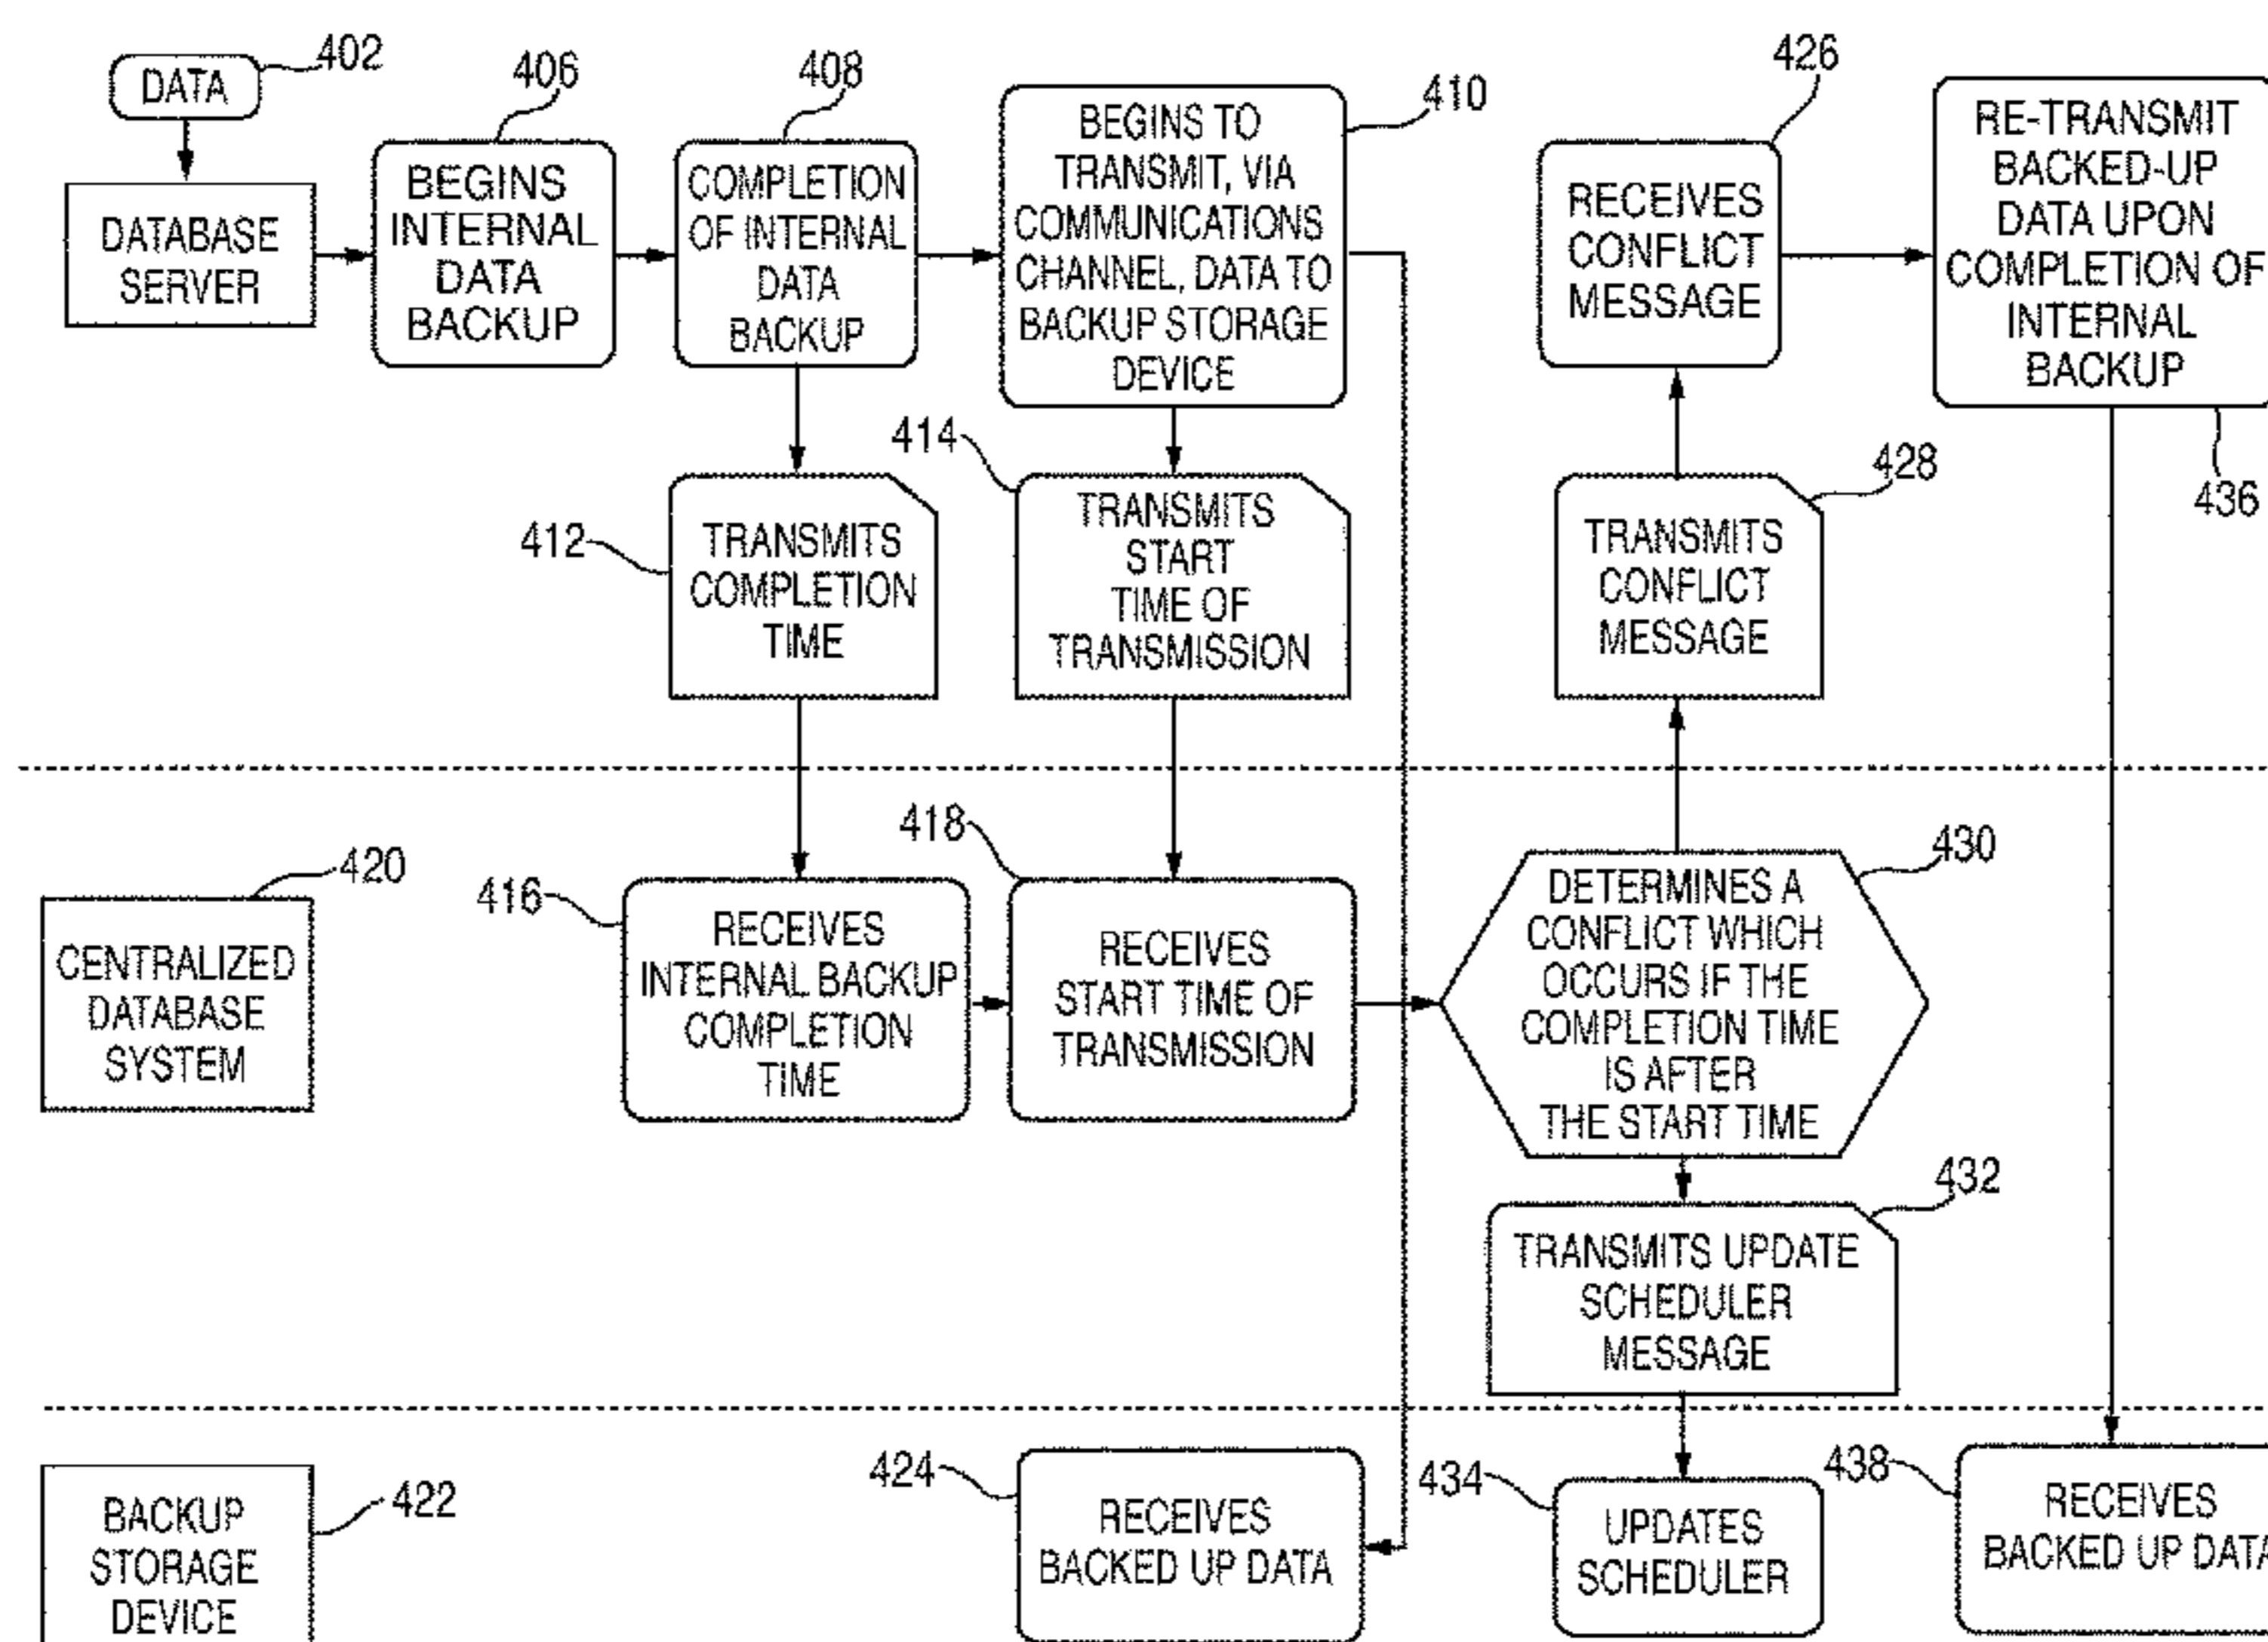 DATA
402
DATABASE
SERVER
406
BEGINS
INTERNAL
DATA
BACKUP
408
COMPLETION
OF INTERNAL
DATA
BACKUP
410
BEGINS TO
TRANSMIT, VIA
COMMUNICATIONS
CHANNEL, DATA TO
BACKUP STORAGE
DEVICE
426
RECEIVES
CONFLICT
MESSAGE
RE-TRANSMIT
BACKED-UP
DATA UPON
COMPLETION OF
INTERNAL
BACKUP
436
412
TRANSMITS
COMPLETION
TIME
414
TRANSMITS
START
TIME OF
TRANSMISSION
428
TRANSMITS
CONFLICT
MESSAGE
420
CENTRALIZED
DATABASE
SYSTEM
416
RECEIVES
INTERNAL BACKUP
COMPLETION
TIME
418
RECEIVES
START TIME OF
TRANSMISSION
430
DETERMINES A
CONFLICT WHICH
OCCURS IF THE
COMPLETION TIME
IS AFTER
THE START TIME
432
TRANSMITS UPDATE
SCHEDULER
MESSAGE
422
BACKUP
STORAGE
DEVICE
424
RECEIVES
BACKED UP DATA
434
UPDATES
SCHEDULER
438
RECEIVES
BACKED UP DATA